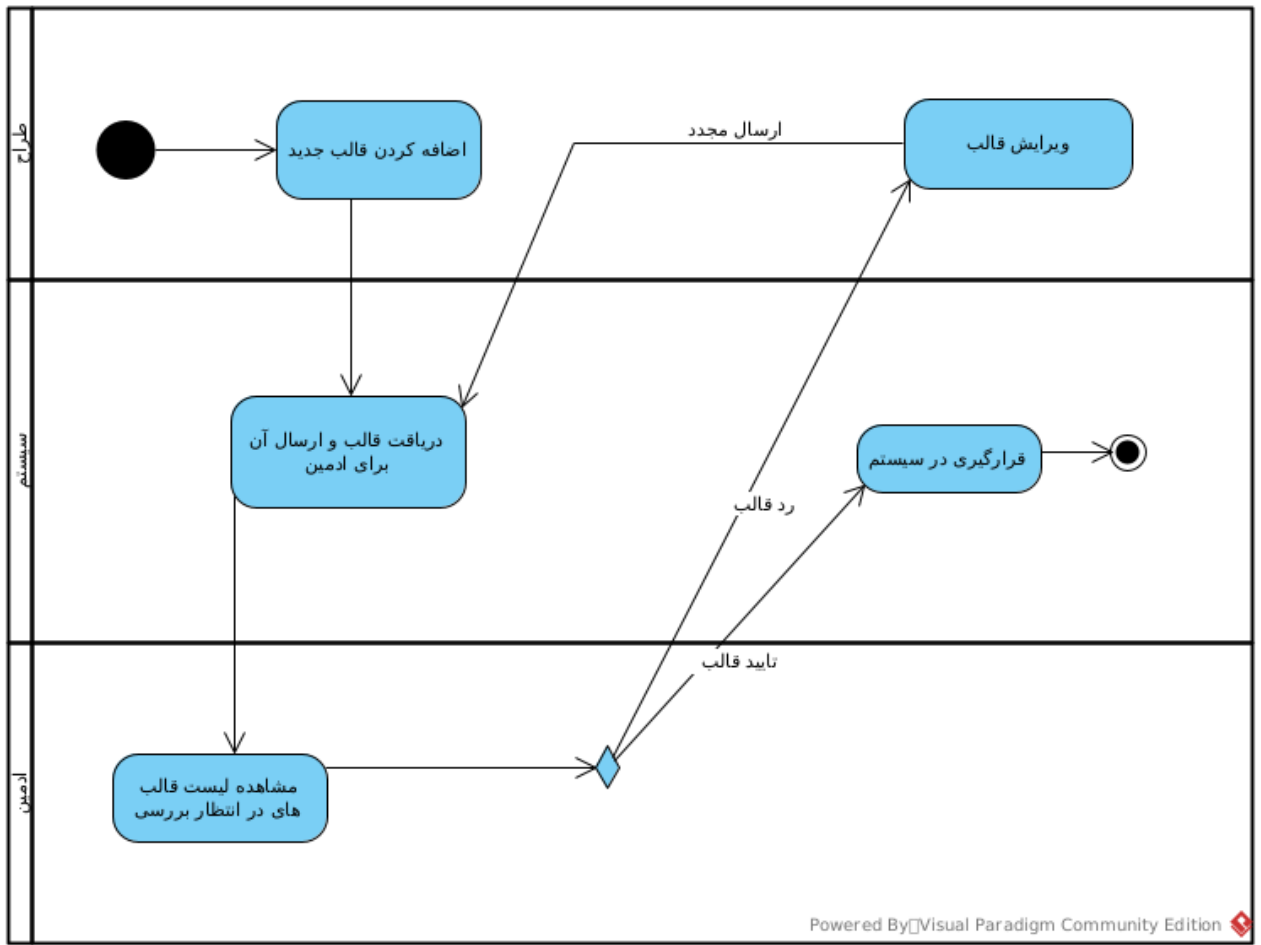 طراح
اضافه کردن قالب جدید
ارسال مجدد
ویرایش قالب
سیستم
دریاقت قالب و ارسال آن
برای ادمین
قرارگیری در سیستم
رد قالب
تایید قالب
ادمین
مشاهده لیست قالب
های در انتظار بررسی
Powered By▯Visual Paradigm Community Edition